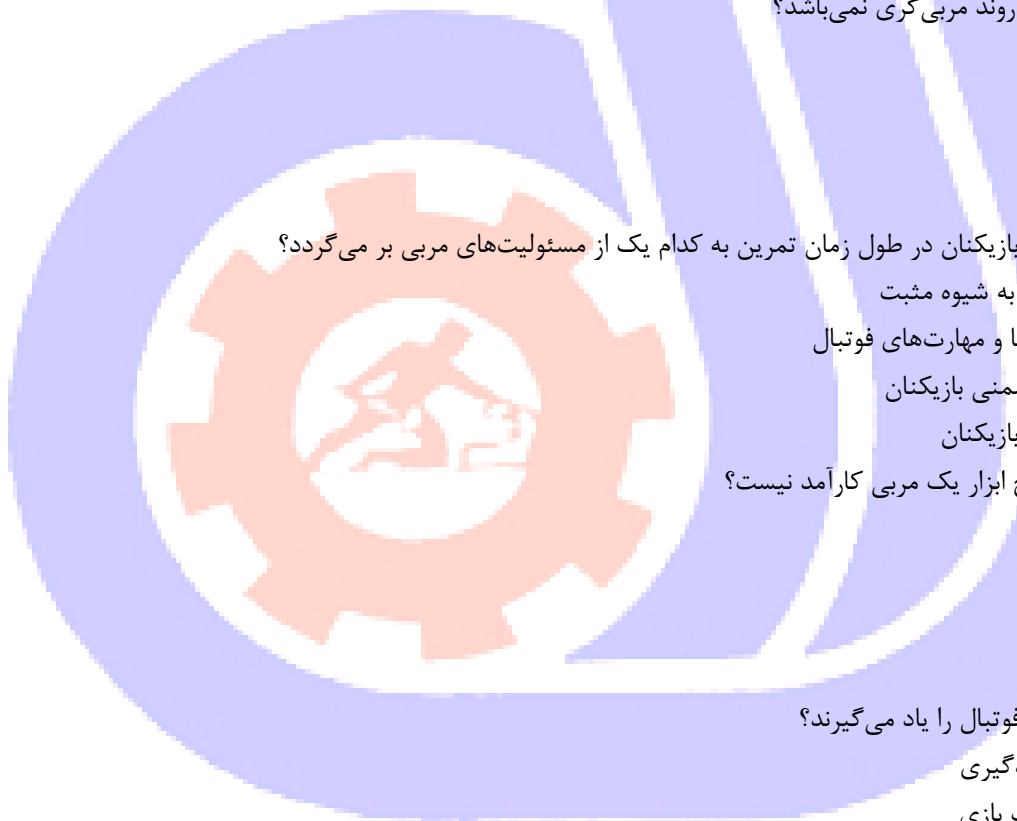 روند مربی‌گری نمی‌باشد؟
بازیکنان در طول زمان تمرین به کدام یک از مسئولیت‌های مربی بر می‌گردد؟
به شیوه مثبت
و مهارت‌های فوتبال
بازیکنان
بازیکنان
ابزار یک مربی کارآمد نیست؟
فوتبال را یاد می‌گیرند؟
بازی